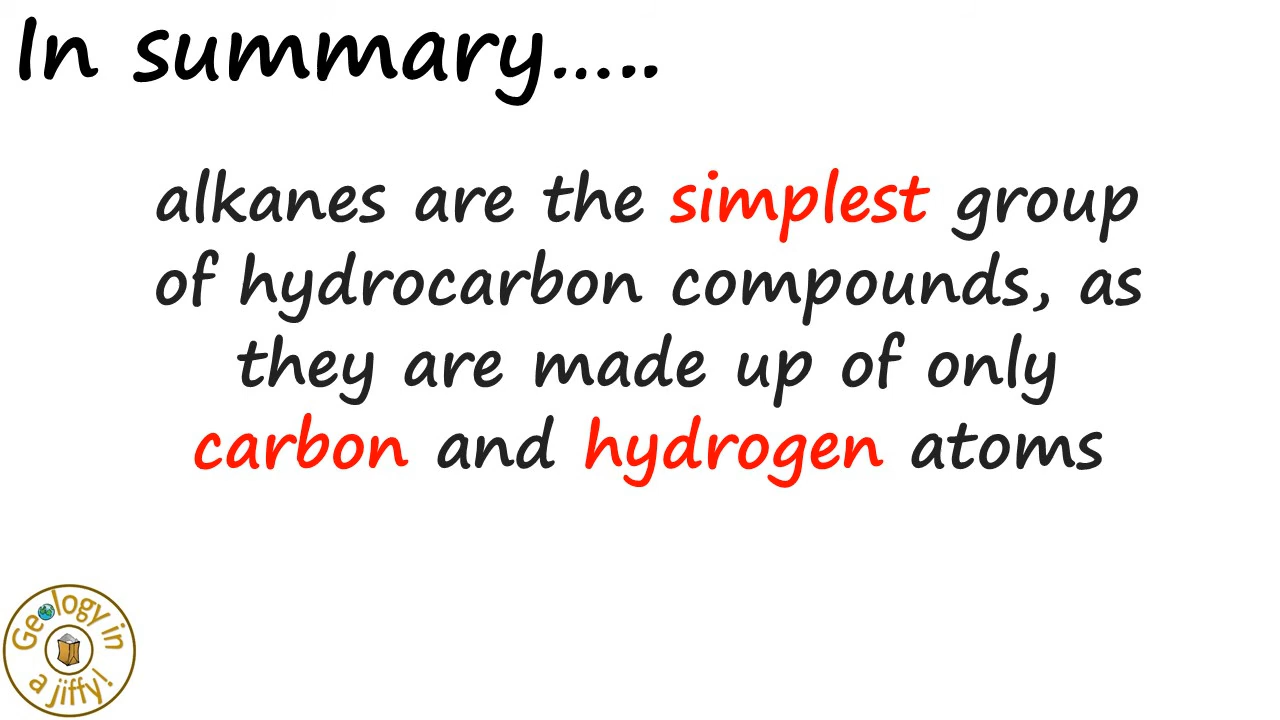 In summary.....
alkanes are the simplest group
of hydrocarbon compounds, as
they are made up of only
carbon and hydrogen atoms
Geology in
a jiffy!